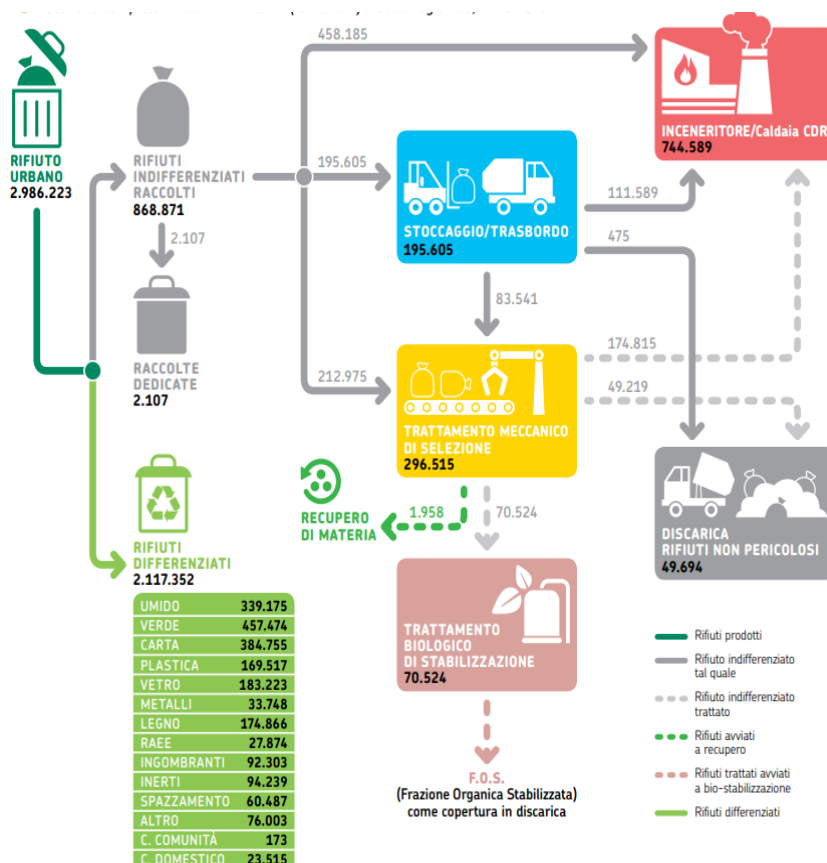 458.185
RIFIUTO
URBANO
2.986.223
RIFIUTI
INDIFFERENZIATI
RACCOLTI
868.871
195.605
2.107
RACCOLTE
DEDICATE
2.107
212.975
STOCCAGGIO/TRASBORDO
195.605
111.589
475
83.541
INCENERITORE/Caldaia CDR
744.589
174.815
49.219
TRATTAMENTO MECCANICO
DI SELEZIONE
296.515
1.958
70.524
RECUPERO
DI MATERIA
DISCARICA
RIFIUTI NON PERICOLOSI
49.694
TRATTAMENTO
BIOLOGICO
DI STABILIZZAZIONE
70.524
F.O.S.
(Frazione Organica Stabilizzata)
come copertura in discarica
RIFIUTI
DIFFERENZIATI
2.117.352
UMIDO 339.175
VERDE 457.474
CARTA 384.755
PLASTICA 169.517
VETRO 183.223
METALLI 33.748
LEGNO 174.866
RAEE 27.874
INGOMBRANTI 92.303
INERTI 94.239
SPAZZAMENTO 60.487
ALTRO 76.003
C. COMUNITÀ 173
C. DOMESTICO 23.515
Rifiuti prodotti
Rifiuto indifferenziato
tal quale
Rifiuto indifferenziato
trattato
Rifiuti avviati
a recupero
Rifiuti trattati avviati
a bio-stabilizzazione
Rifiuti differenziati